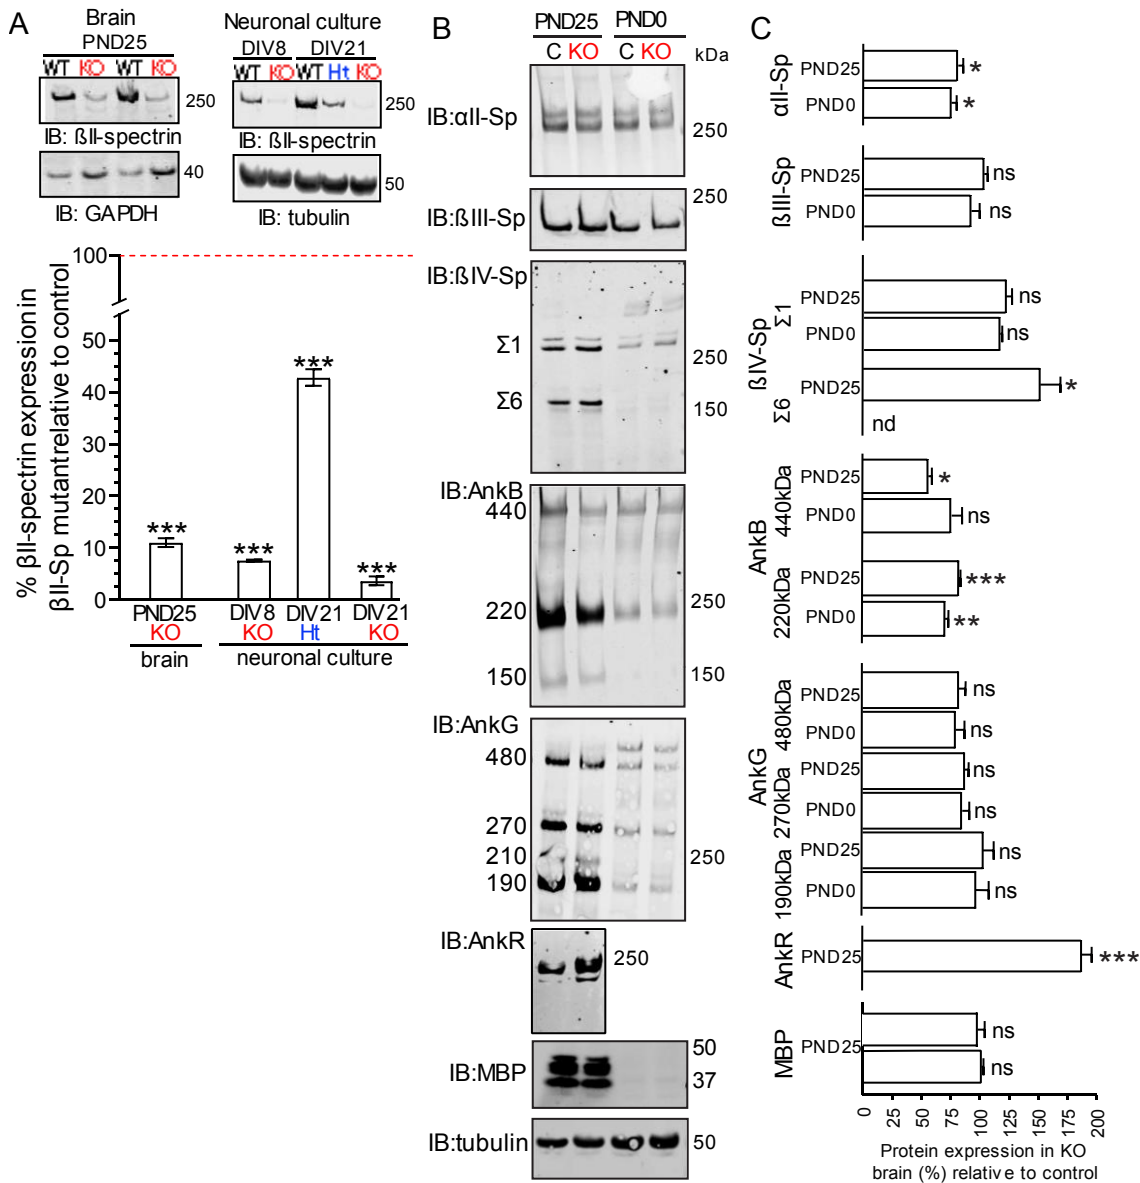 A
Brain
PND25
WT KO WT KO
250
IB: ßII-spectrin
40
IB: GAPDH
Neuronal culture
DIV8 DIV21
WT KO WT Ht KO
250
IB: ßII-spectrin
50
IB: tubulin
% βII-spectrin expression in
βII-Sp mutantrelative to control
100
50
40
30
20
10
0
***
***
***
***
PND25 DIV8 DIV21 DIV21
KO KO Ht KO
brain neuronal culture
B
PND25 PND0
C KO C KO kDa
IB:αII-Sp
250
IB:ßIII-Sp
250
IB:ßIV-Sp
Σ1
250
Σ6
150
IB:AnkB
440
220
250
150
150
IB:AnkG
480
270
210
250
190
IB:AnkR
250
IB:MBP
50
37
IB:tubulin
50
C
αII-Sp
PND25 *
PND0 *
ßIII-Sp
PND25 ns
PND0 ns
ßIV-Sp
Σ1
PND25 ns
PND0 ns
Σ6
PND25 *
nd
AnkB
440kDa
PND25 *
PND0 ns
220kDa
PND25 ***
PND0 **
AnkG
480kDa
PND25 ns
PND0 ns
270kDa
PND25 ns
PND0 ns
190kDa
PND25 ns
PND0 ns
AnkR
PND25 ***
MBP
PND25 ns
ns
0 25 50 75 100 125 150 175 200
Protein expression in KO
brain (%) relative to control